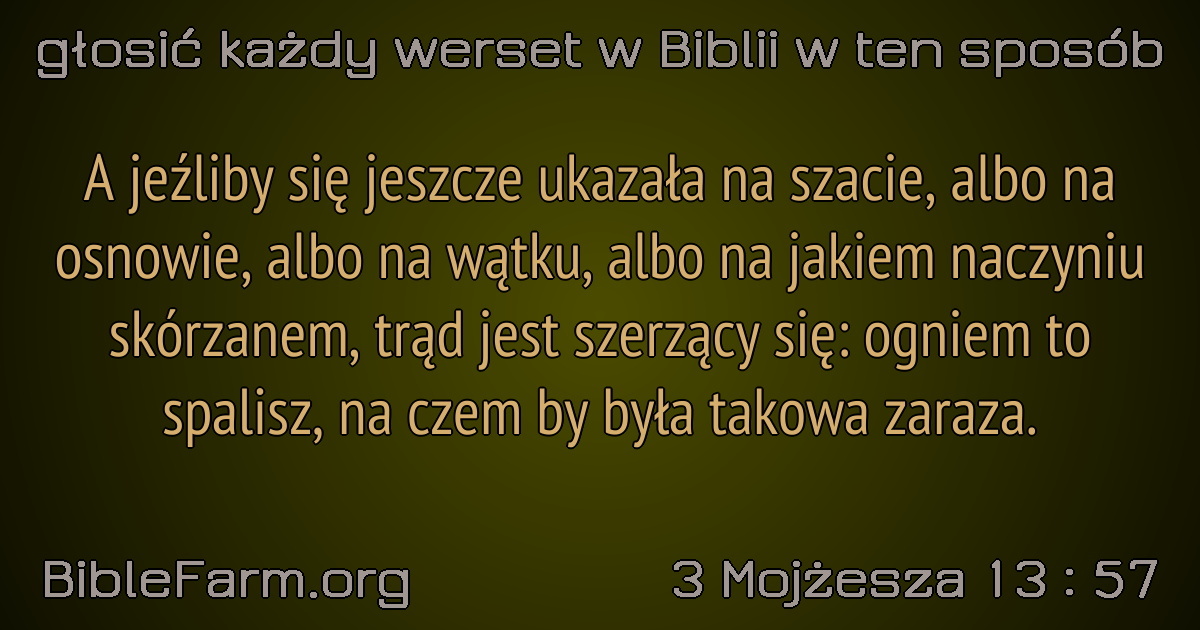 głosić każdy werset w Biblii w ten sposób
A jeźliby się jeszcze ukazała na szacie, albo na
osnowie, albo na wątku, albo na jakiem naczyniu
skórzanem, trąd jest szerzący się: ogniem to
spalisz, na czem by była takowa zaraza.
BibleFarm.org
3 Mojżesza 13 : 57